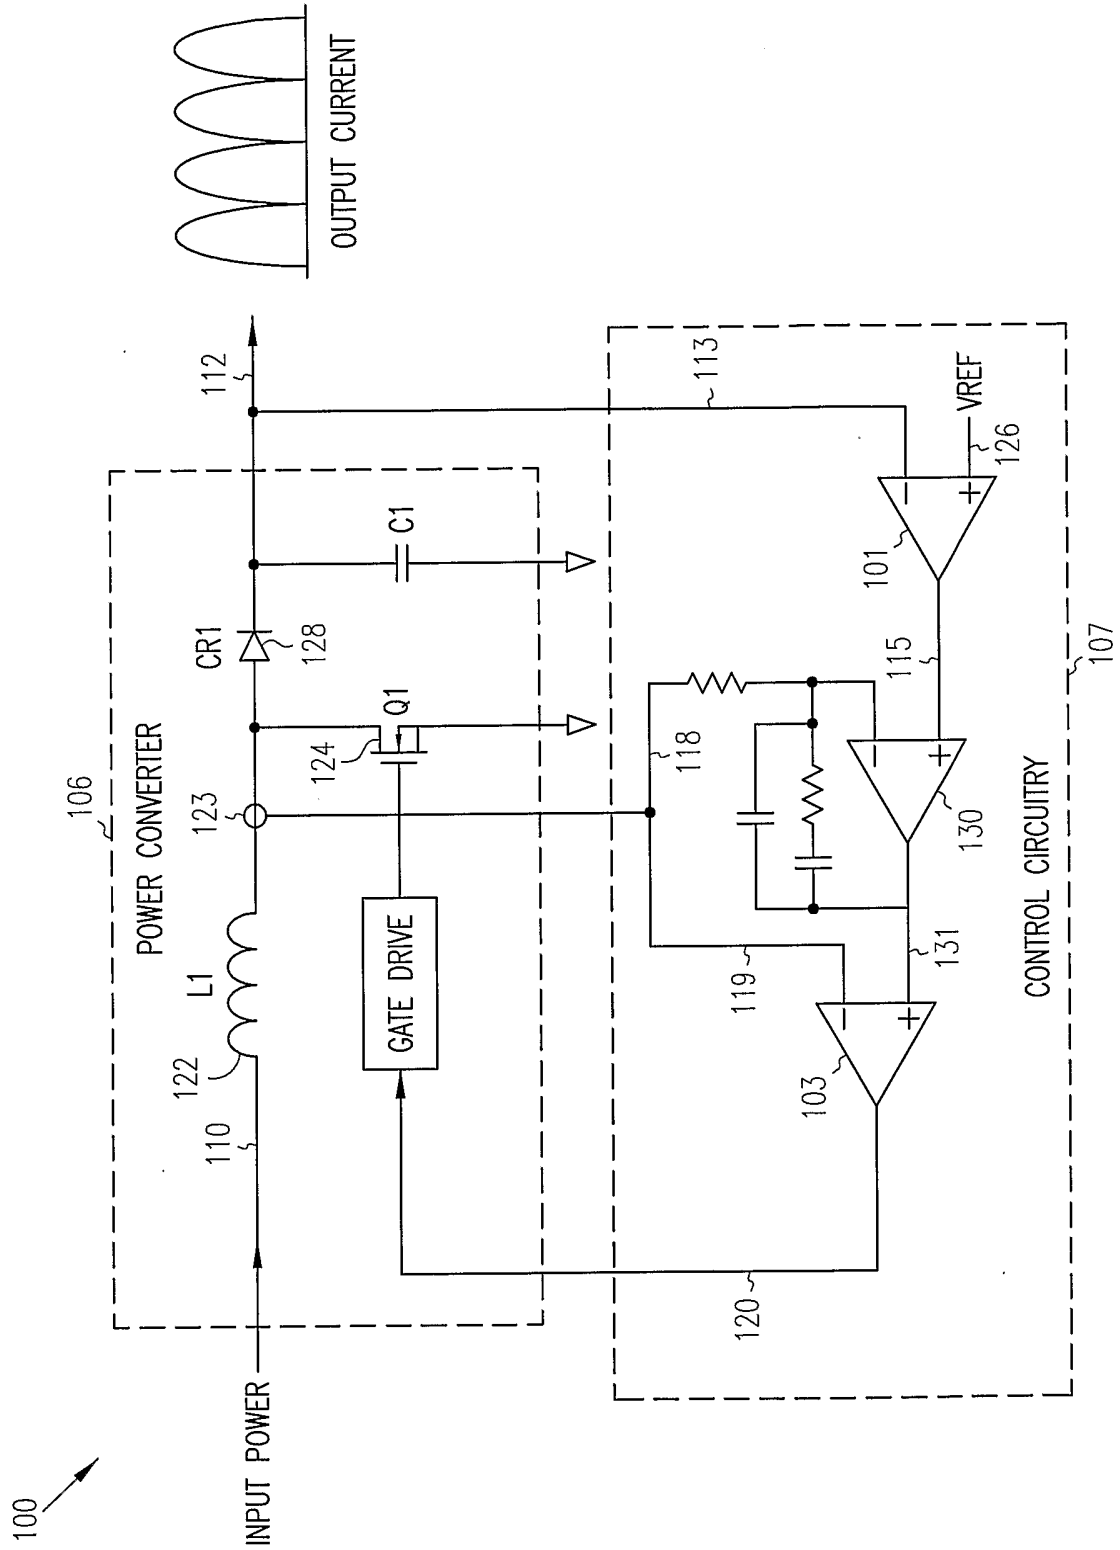 100
INPUT POWER
110
106
POWER CONVERTER
122
L1
123
CR1
128
112
OUTPUT CURRENT
GATE DRIVE
124
Q1
C1
120
119
118
113
103
−
+
131
130
−
+
115
101
−
+
126
VREF
CONTROL CIRCUITRY
107